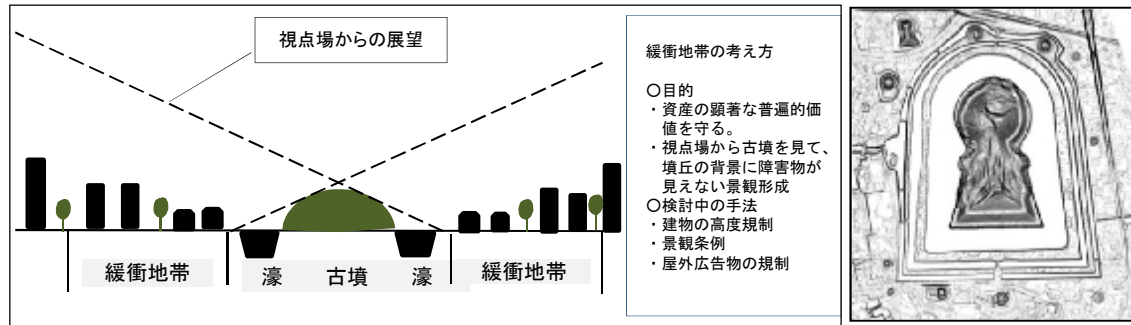 視点場からの展望
緩衝地帯
濠
古墳
濠
緩衝地帯
緩衝地帯の考え方
○目的
・資産の顕著な普遍的価
値を守る。
・視点場から古墳を見て、
墳丘の背景に障害物が
見えない景観形成
○検討中の手法
・建物の高度規制
・景観条例
・屋外広告物の規制